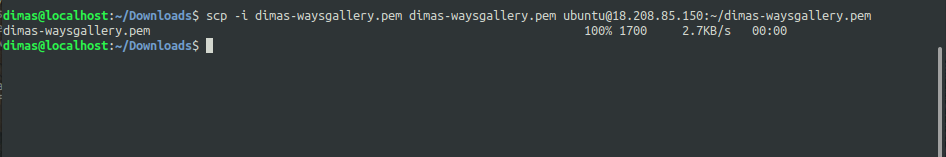 dimas@localhost:~/Downloads$ scp -i dimas-waysgallery.pem dimas-waysgallery.pem ubuntu@18.208.85.150:~/dimas-waysgallery.pem
dimas-waysgallery.pem 100% 1700 2.7KB/s 00:00
dimas@localhost:~/Downloads$